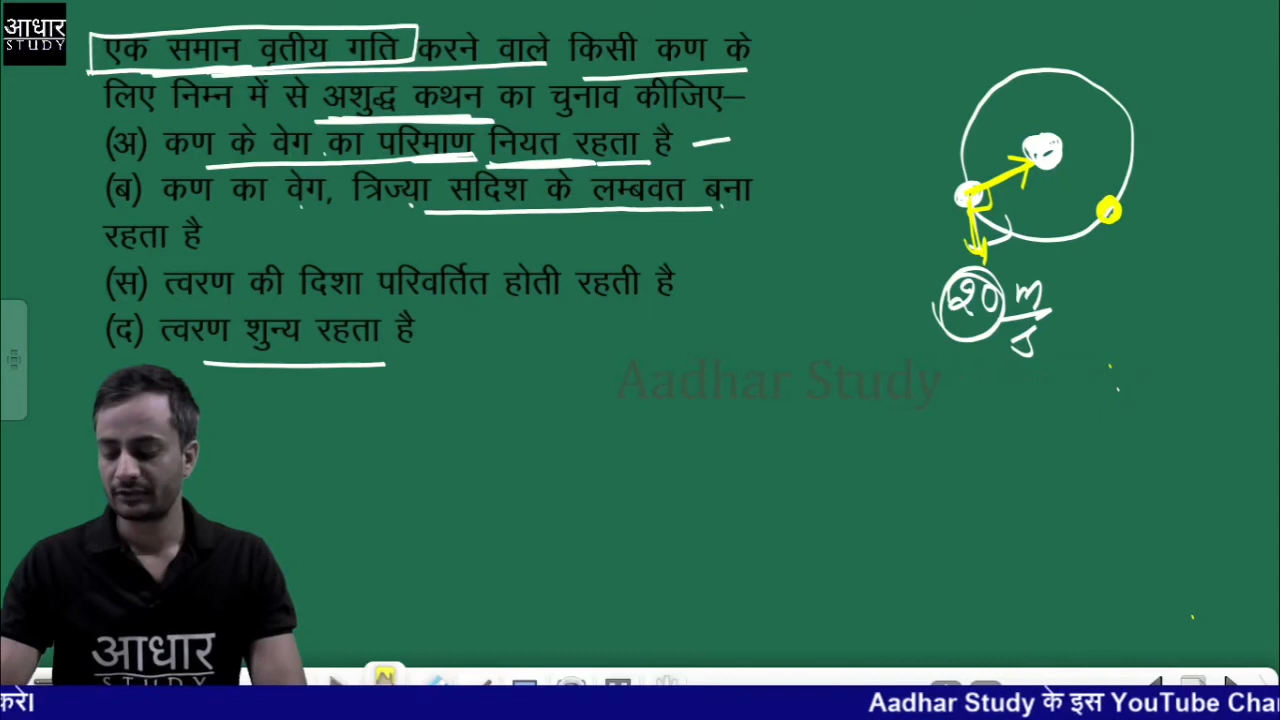 आधार
STUDY
एक समान वृतीय गति करने वाले किसी कण के
लिए निम्न में से अशुद्ध कथन का चुनाव कीजिए–
(अ) कण के वेग का परिमाण नियत रहता है
(ब) कण का वेग, त्रिज्या सदिश के लम्बवत बना
रहता है
(स) त्वरण की दिशा परिवर्तित होती रहती है
(द) त्वरण शुन्य रहता है
20 m
s
Aadhar Study
आधार
STUDY
करे।
Aadhar Study के इस YouTube Cha